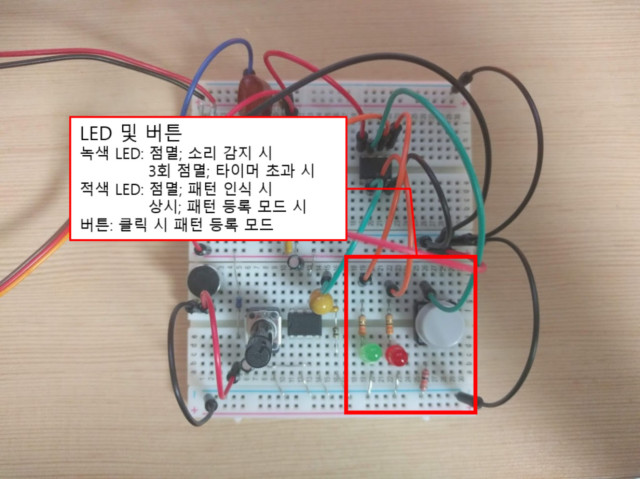 LED 및 버튼
녹색 LED: 점멸; 소리 감지 시
3회 점멸; 타이머 초과 시
적색 LED: 점멸; 패턴 인식 시
상시; 패턴 등록 모드 시
버튼: 클릭 시 패턴 등록 모드